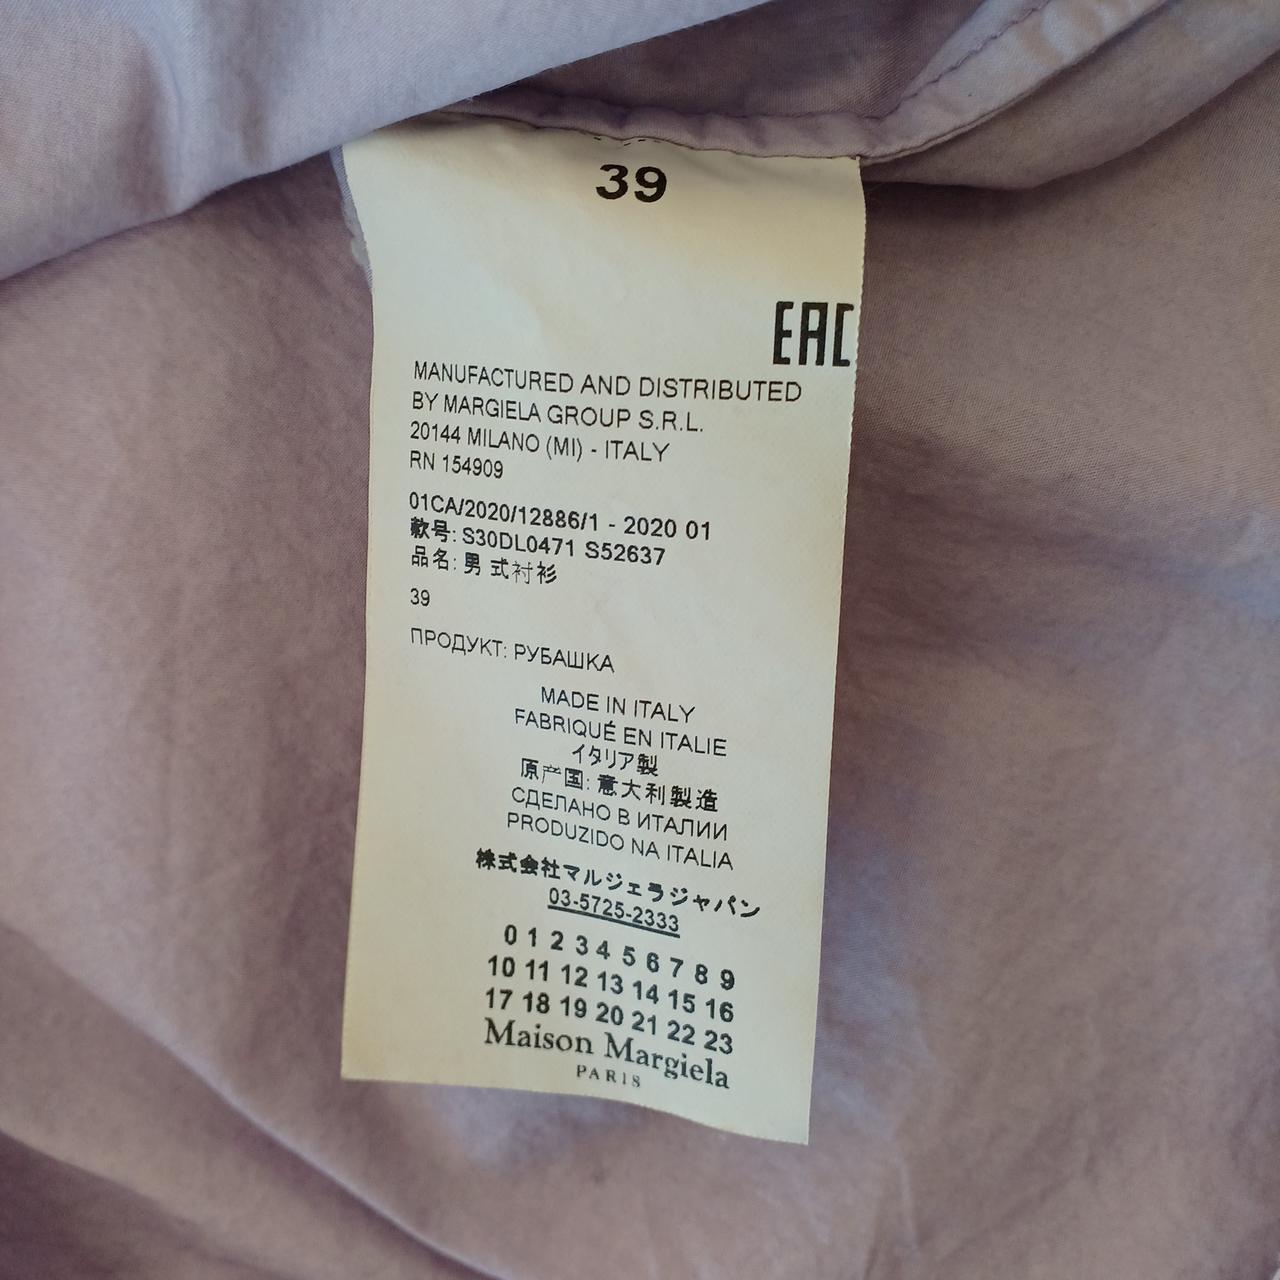 39
EAC
MANUFACTURED AND DISTRIBUTED
BY MARGIELA GROUP S.R.L.
20144 MILANO (MI) - ITALY
RN 154909
01CA/2020/12886/1 - 2020 01
款号: S30DL0471 S52637
品名: 男 式衬衫
39
ПРОДУКТ: РУБАШКА
MADE IN ITALY
FABRIQUÉ EN ITALIE
イタリア製
原产国: 意大利製造
СДЕЛАНО В ИТАЛИИ
PRODUZIDO NA ITALIA
株式会社マルジェラジャパン
03-5725-2333
0 1 2 3 4 5 6 7 8 9
10 11 12 13 14 15 16
17 18 19 20 21 22 23
Maison Margiela
PARIS